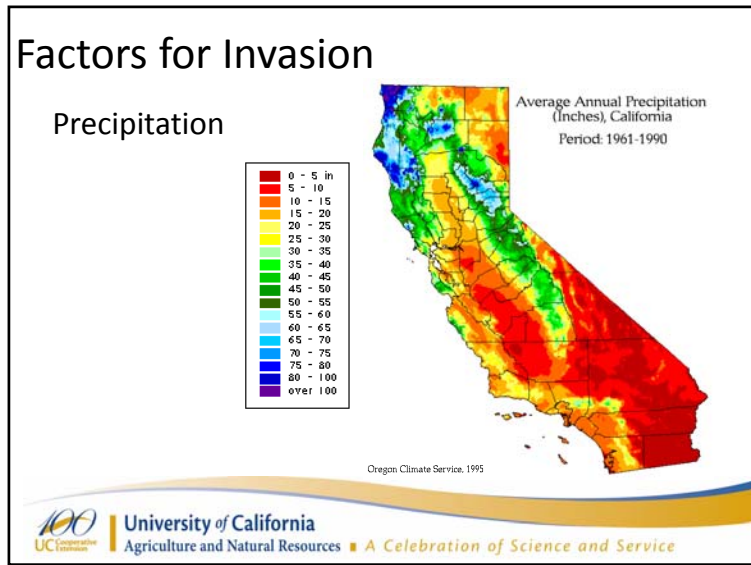 Factors for Invasion
Precipitation
Average Annual Precipitation
(Inches), California
Period: 1961-1990
0 - 5 in
5 - 10
10 - 15
15 - 20
20 - 25
25 - 30
30 - 35
35 - 40
40 - 45
45 - 50
50 - 55
55 - 60
60 - 65
65 - 70
70 - 75
75 - 80
80 - 100
over 100
Oregon Climate Service, 1995
100
UC Cooperative
Extension
University of California
Agriculture and Natural Resources ■ A Celebration of Science and Service